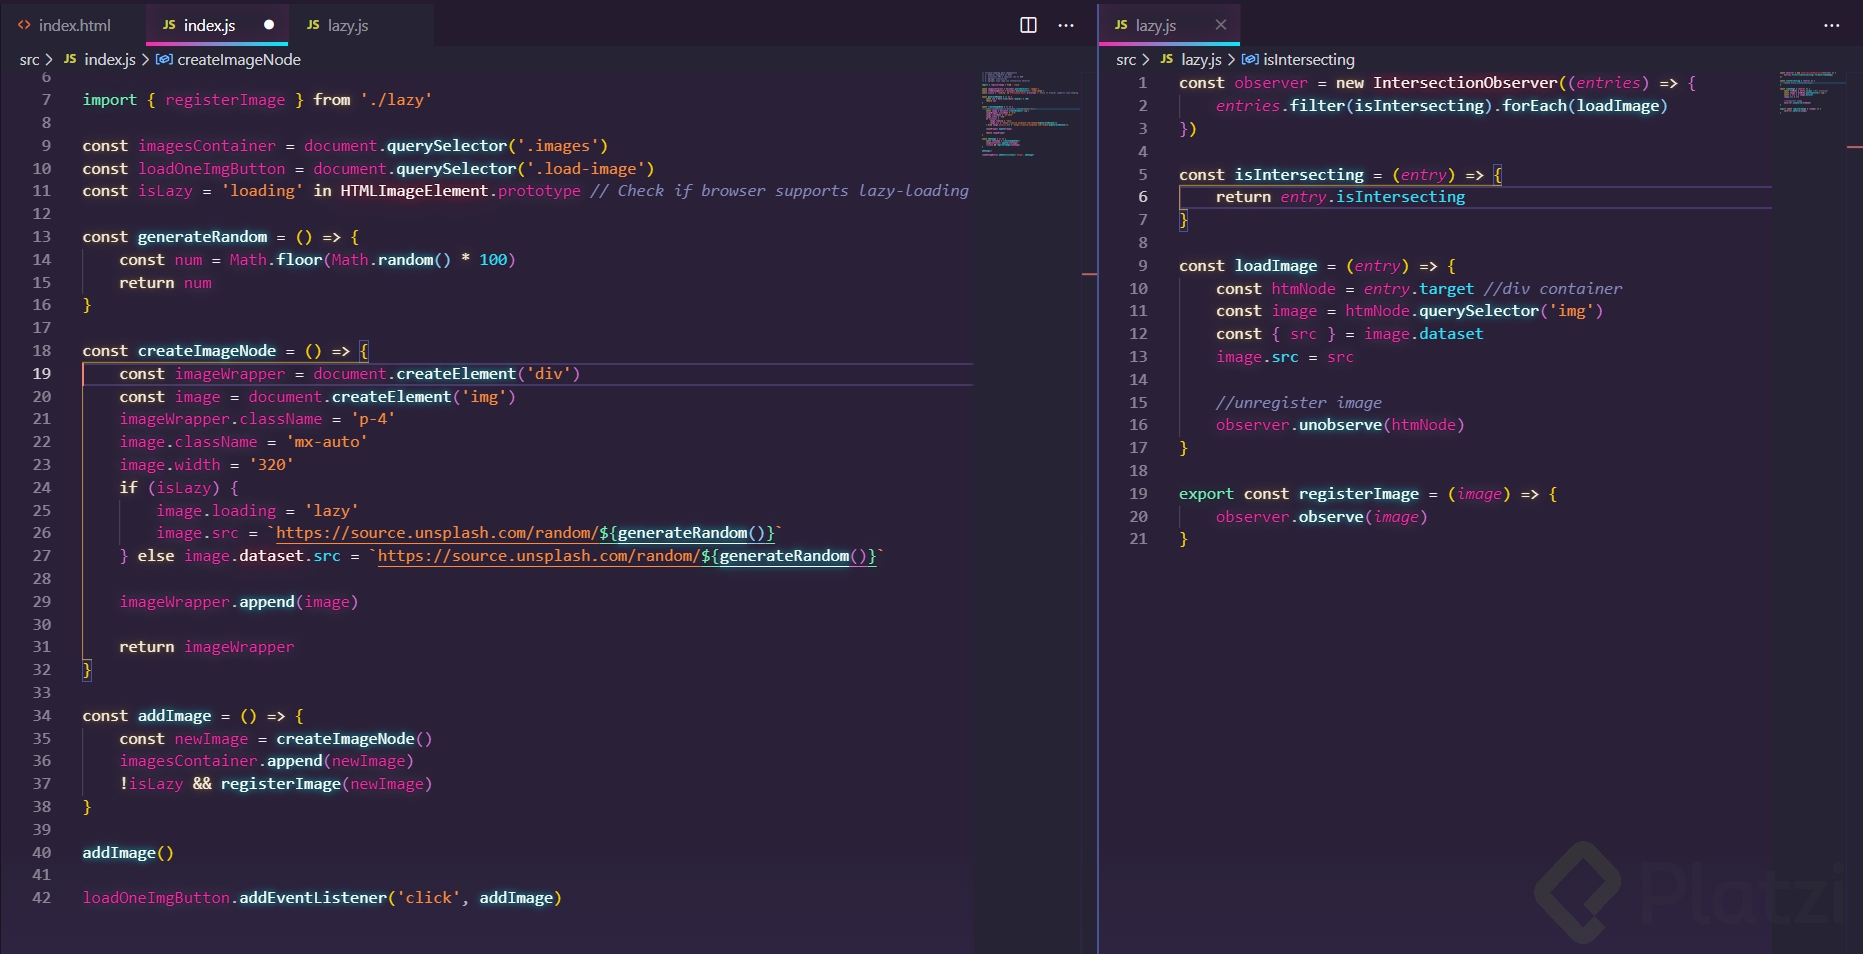 index.html
JS index.js
JS lazy.js
src > JS index.js > createImageNode
6
7 import { registerImage } from './lazy'
8
9 const imagesContainer = document.querySelector('.images')
10 const loadOneImgButton = document.querySelector('.load-image')
11 const isLazy = 'loading' in HTMLImageElement.prototype // Check if browser supports lazy-loading
12
13 const generateRandom = () => {
14 const num = Math.floor(Math.random() * 100)
15 return num
16 }
17
18 const createImageNode = () => {
19 const imageWrapper = document.createElement('div')
20 const image = document.createElement('img')
21 imageWrapper.className = 'p-4'
22 image.className = 'mx-auto'
23 image.width = '320'
24 if (isLazy) {
25 image.loading = 'lazy'
26 image.src = `https://source.unsplash.com/random/${generateRandom()}`
27 } else image.dataset.src = `https://source.unsplash.com/random/${generateRandom()}`
28
29 imageWrapper.append(image)
30
31 return imageWrapper
32 }
33
34 const addImage = () => {
35 const newImage = createImageNode()
36 imagesContainer.append(newImage)
37 !isLazy && registerImage(newImage)
38 }
39
40 addImage()
41
42 loadOneImgButton.addEventListener('click', addImage)
JS lazy.js
src > JS lazy.js > isIntersecting
1 const observer = new IntersectionObserver((entries) => {
2 entries.filter(isIntersecting).forEach(loadImage)
3 })
4
5 const isIntersecting = (entry) => {
6 return entry.isIntersecting
7 }
8
9 const loadImage = (entry) => {
10 const htmNode = entry.target //div container
11 const image = htmNode.querySelector('img')
12 const { src } = image.dataset
13 image.src = src
14
15 //unregister image
16 observer.unobserve(htmNode)
17 }
18
19 export const registerImage = (image) => {
20 observer.observe(image)
21 }
Platzi